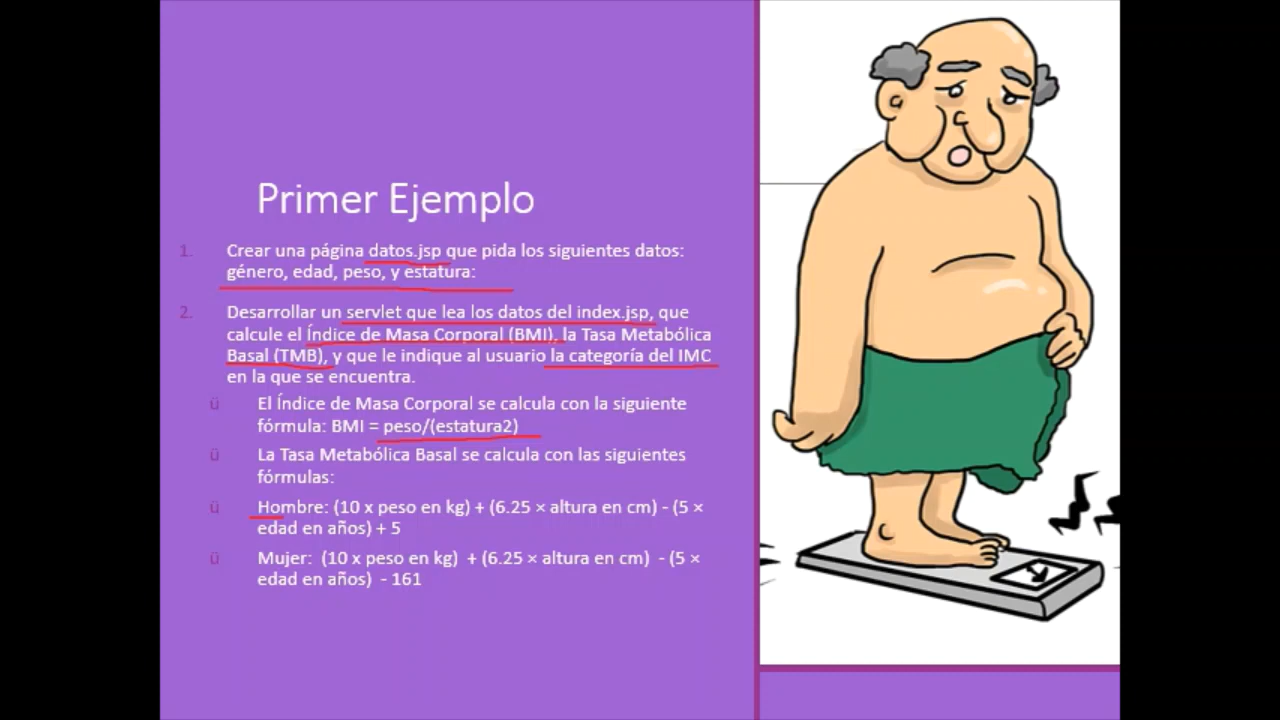 Primer Ejemplo
1. Crear una página datos.jsp que pida los siguientes datos:
género, edad, peso, y estatura:
2. Desarrollar un servlet que lea los datos del index.jsp, que
calcule el Índice de Masa Corporal (BMI), la Tasa Metabólica
Basal (TMB), y que le indique al usuario la categoría del IMC
en la que se encuentra.
ü El Índice de Masa Corporal se calcula con la siguiente
fórmula: BMI = peso/(estatura2)
ü La Tasa Metabólica Basal se calcula con las siguientes
fórmulas:
ü Hombre: (10 x peso en kg) + (6.25 × altura en cm) - (5 ×
edad en años) + 5
ü Mujer: (10 x peso en kg) + (6.25 × altura en cm) - (5 ×
edad en años) - 161